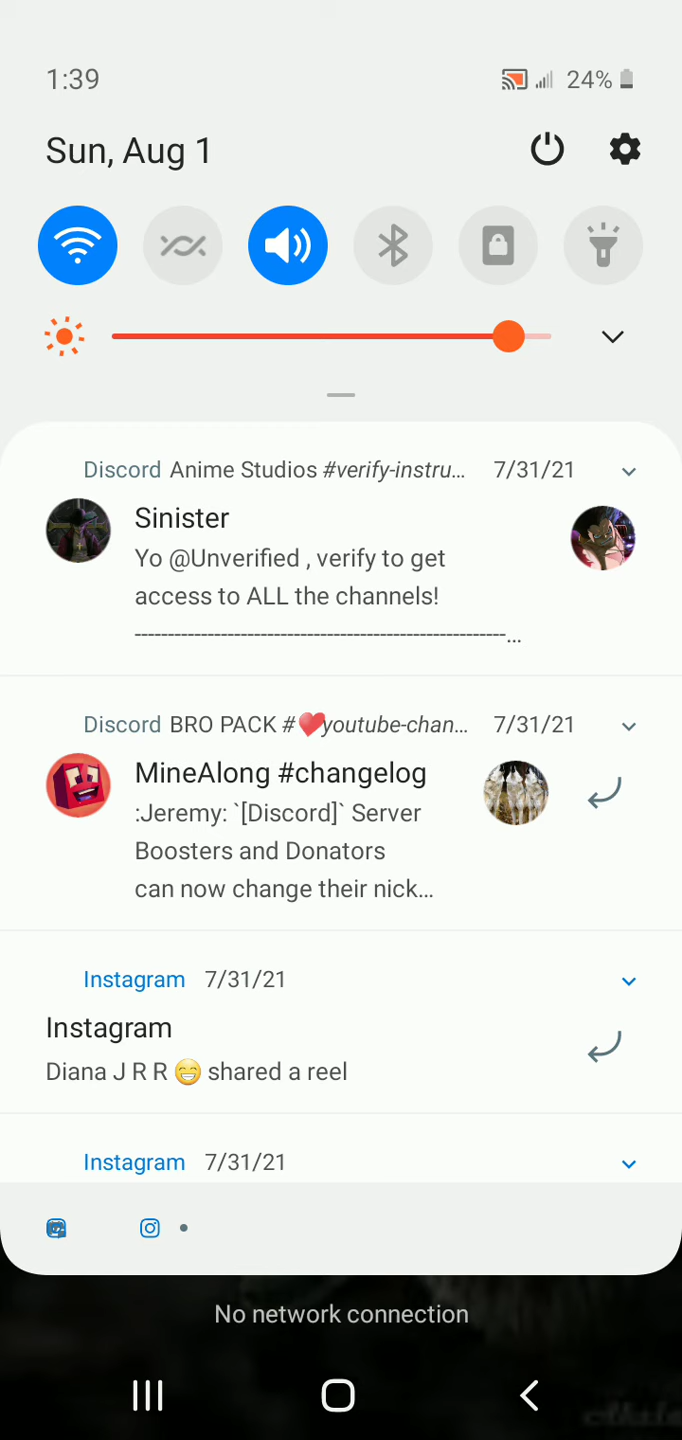 1:39 24%
Sun, Aug 1
Discord Anime Studios #verify-instru... 7/31/21
Sinister
Yo @Unverified , verify to get
access to ALL the channels!
---------------------------------------------------------...
Discord BRO PACK #❤️youtube-chan... 7/31/21
MineAlong #changelog
:Jeremy: `[Discord]` Server
Boosters and Donators
can now change their nick...
Instagram 7/31/21
Instagram
Diana J R R 😁 shared a reel
Instagram 7/31/21
No network connection